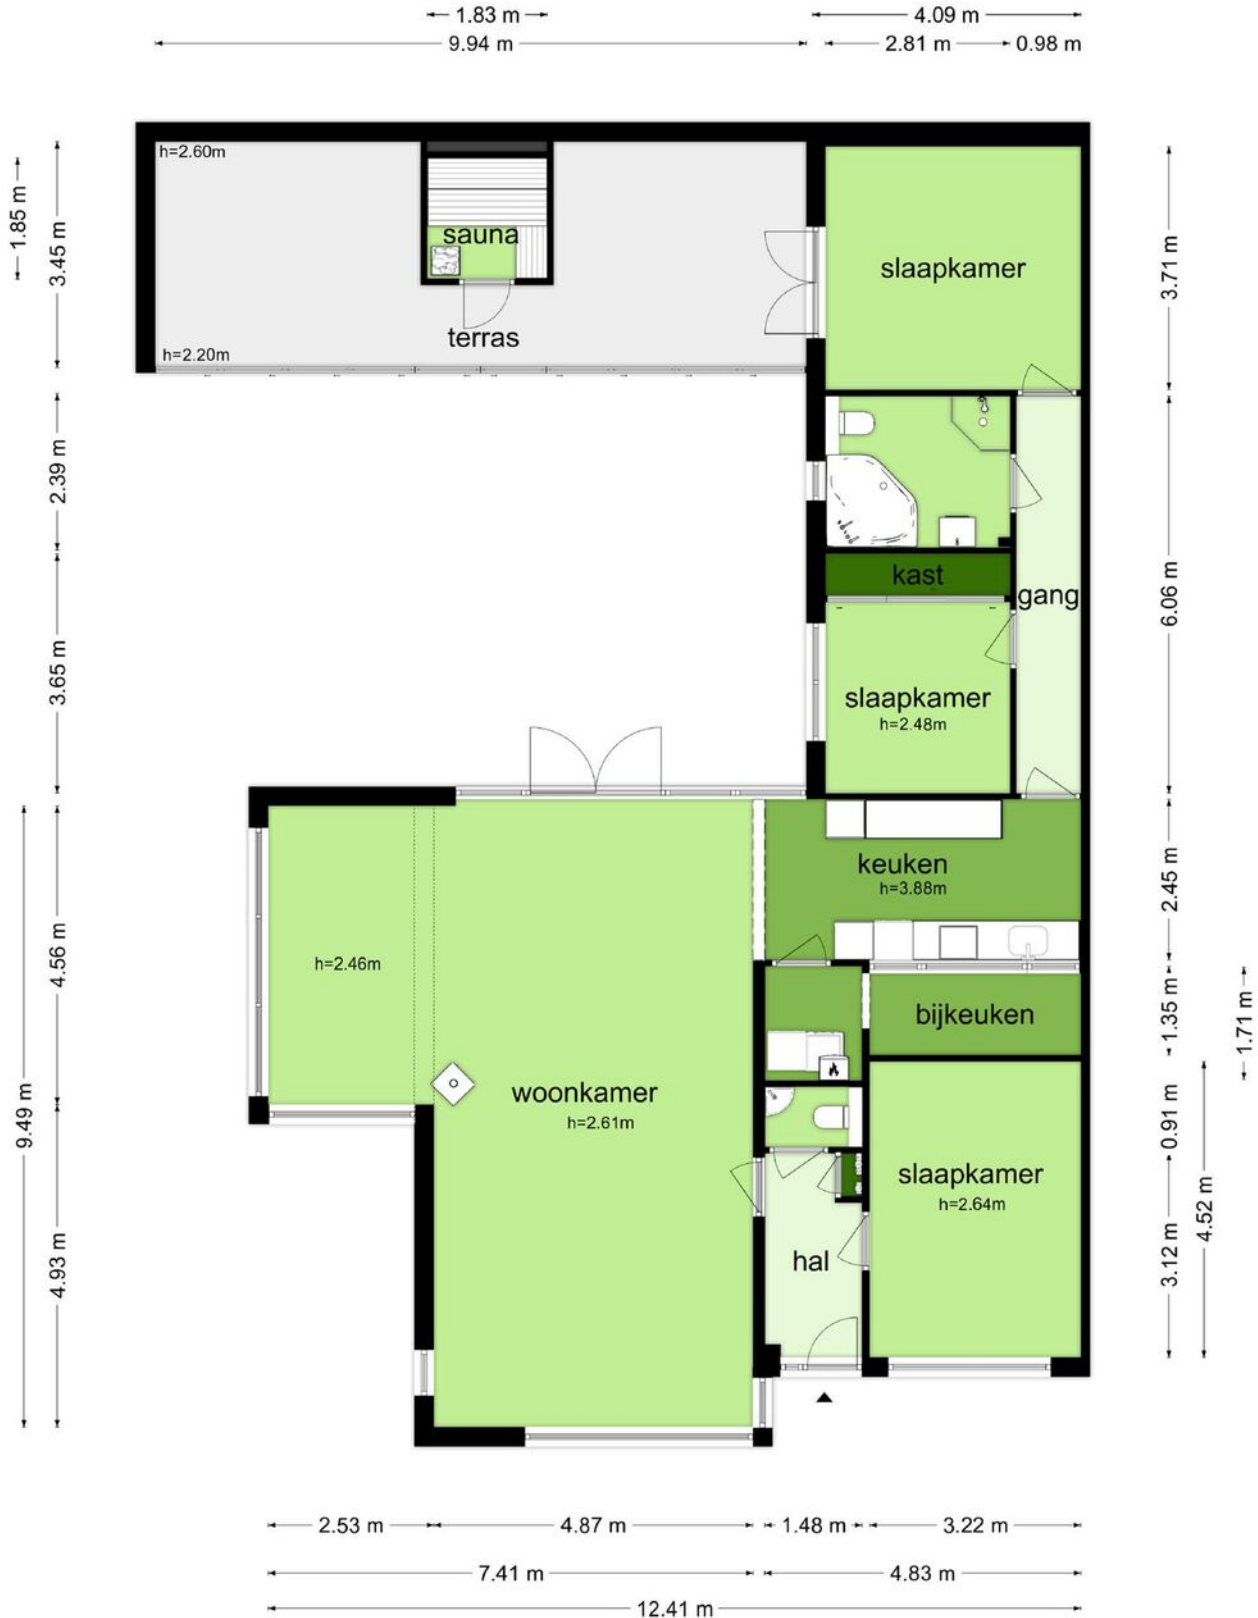 1.83 m
4.09 m
9.94 m
2.81 m
0.98 m
h=2.60m
1.85 m
3.45 m
sauna
slaapkamer
3.71 m
terras
h=2.20m
2.39 m
kast
gang
6.06 m
3.65 m
slaapkamer
h=2.48m
keuken
h=3.88m
2.45 m
4.56 m
h=2.46m
bijkeuken
1.35 m
1.71 m
woonkamer
h=2.61m
9.49 m
0.91 m
slaapkamer
h=2.64m
4.52 m
4.93 m
hal
3.12 m
2.53 m
4.87 m
1.48 m
3.22 m
7.41 m
4.83 m
12.41 m